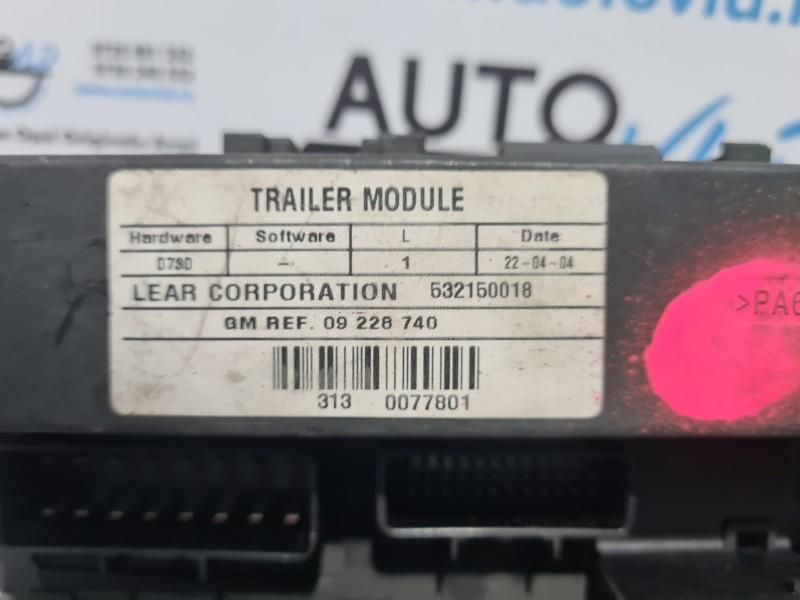 AUTO
TRAILER MODULE
Hardware Software L Date
073D - 1 22-04-04
LEAR CORPORATION 532150018
GM REF. 09 228 740
313 0077801
>PA6